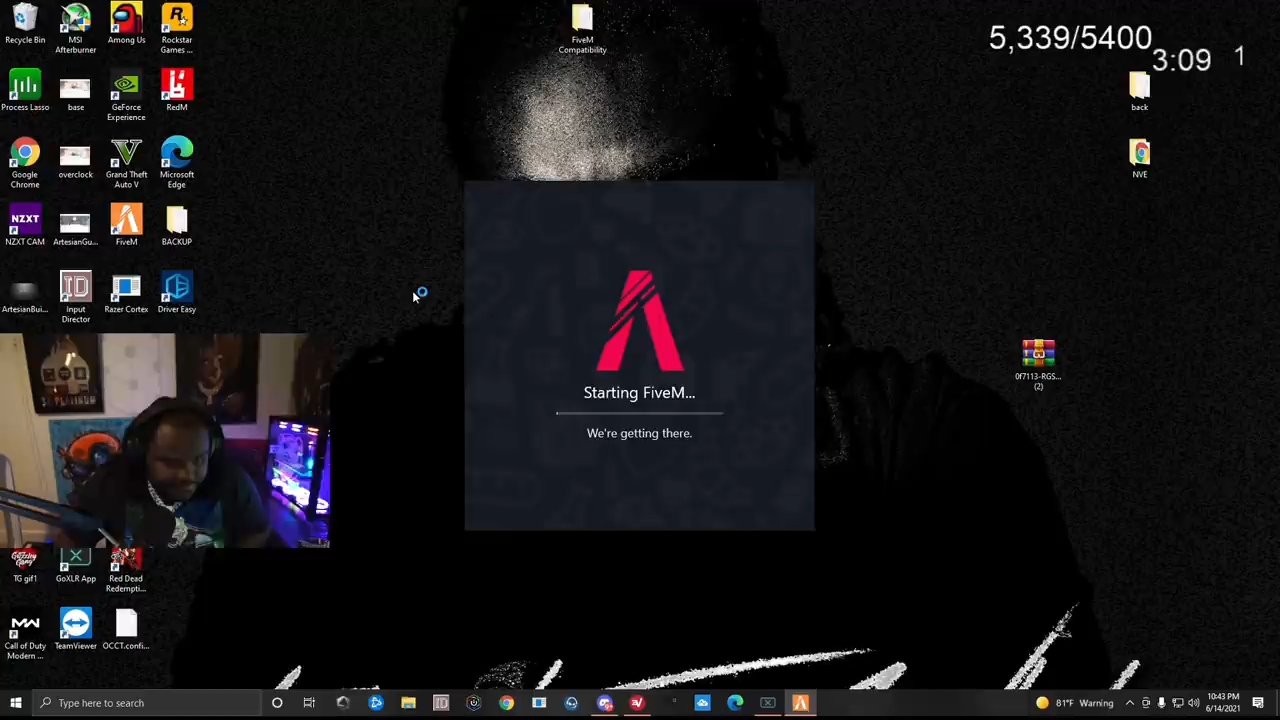 Recycle Bin
MSI
Afterburner
Among Us
Rockstar
Games ...
FiveM
Compatibility
5,339/5400
3:09
1
Process Lasso
base
GeForce
Experience
RedM
back
Google
Chrome
overclock
Grand Theft
Auto V
Microsoft
Edge
NVE
NZXT
NZXT CAM
ArtesianGu...
FiveM
BACKUP
ArtesianBui...
ID
Input
Director
Razer Cortex
Driver Easy
0f7113-RGS...
(2)
Starting FiveM...
We're getting there.
TG gif1
GoXLR App
Red Dead
Redempti...
Call of Duty
Modern ...
TeamViewer
OCCT.confi...
Type here to search
ID
81°F Warning
10:43 PM
6/14/2021